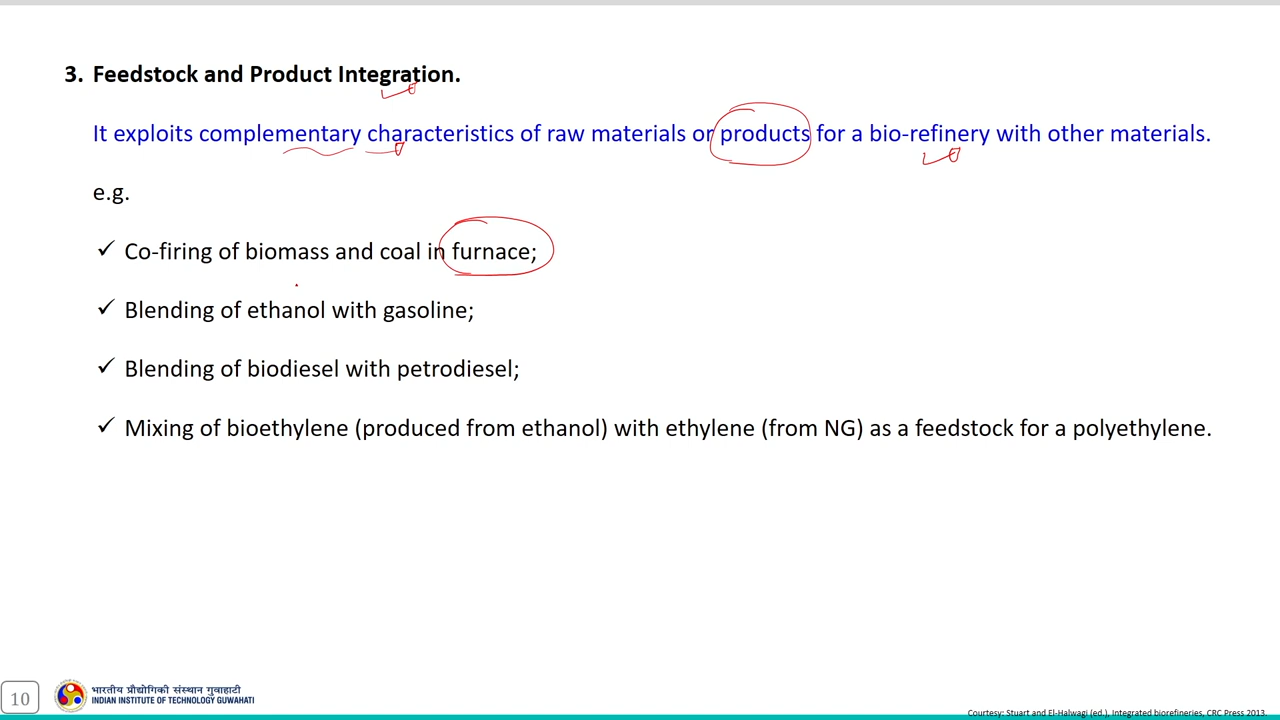 3. Feedstock and Product Integration.
It exploits complementary characteristics of raw materials or products for a bio-refinery with other materials.
e.g.
✓ Co-firing of biomass and coal in furnace;
✓ Blending of ethanol with gasoline;
✓ Blending of biodiesel with petrodiesel;
✓ Mixing of bioethylene (produced from ethanol) with ethylene (from NG) as a feedstock for a polyethylene.
10
भारतीय प्रौद्योगिकी संस्थान गुवाहाटी
INDIAN INSTITUTE OF TECHNOLOGY GUWAHATI
Courtesy: Stuart and El-Halwagi (ed.), Integrated biorefineries, CRC Press 2013.